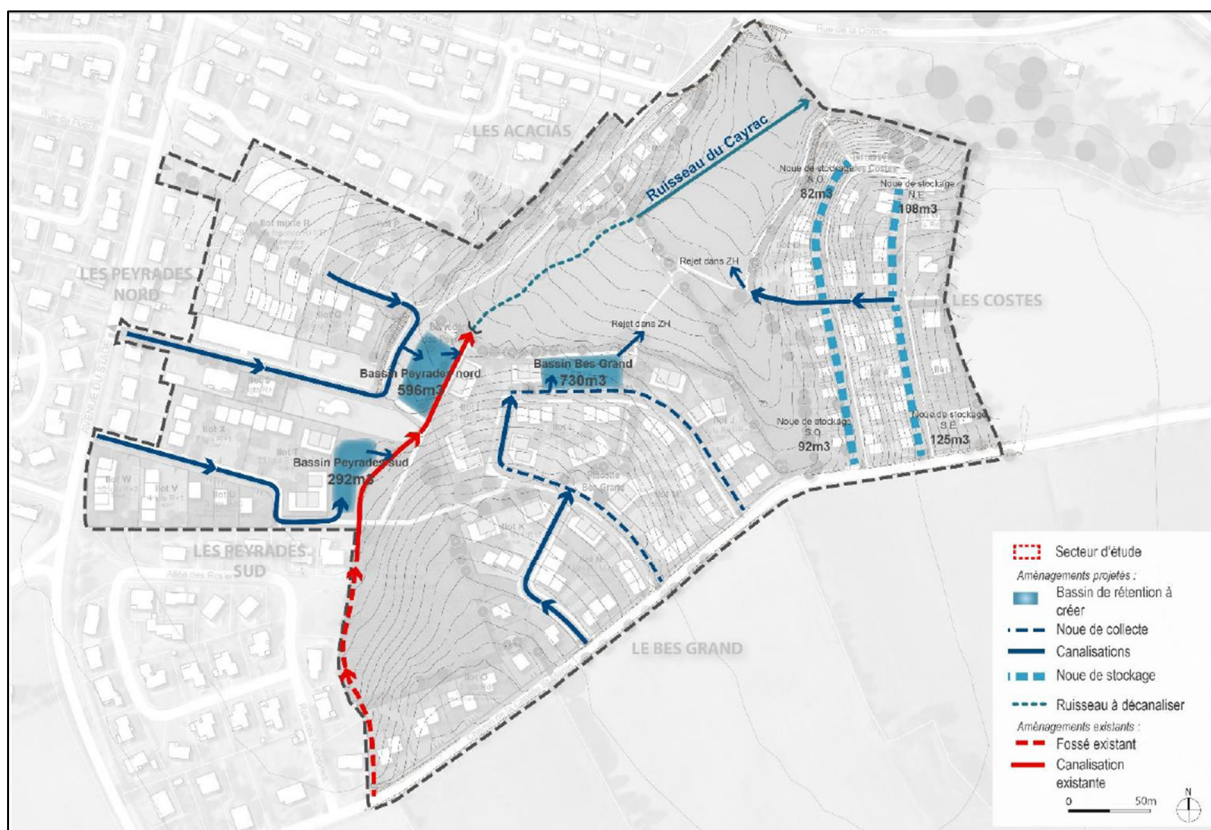 LES ACACIAS
Ruisseau du Cayrac
Noue de stockage
N.O.
82m3
Noue de stockage
N.E.
108m3
LES PEYRADES
NORD
Rejet dans ZH
LES COSTES
Rejet dans ZH
Bassin Peyrades nord
596m3
Bassin Bes Grand
730m3
Noue de stockage
S.O.
92m3
Noue de stockage
S.E.
125m3
Bassin Peyrades sud
292m3
Ilot W
Ilot V
LES PEYRADES
SUD
LE BES GRAND
Secteur d'étude
Aménagements projetés :
Bassin de rétention à
créer
Noue de collecte
Canalisations
Noue de stockage
Ruisseau à décanaliser
Aménagements existants :
Fossé existant
Canalisation
existante
0 50m
N